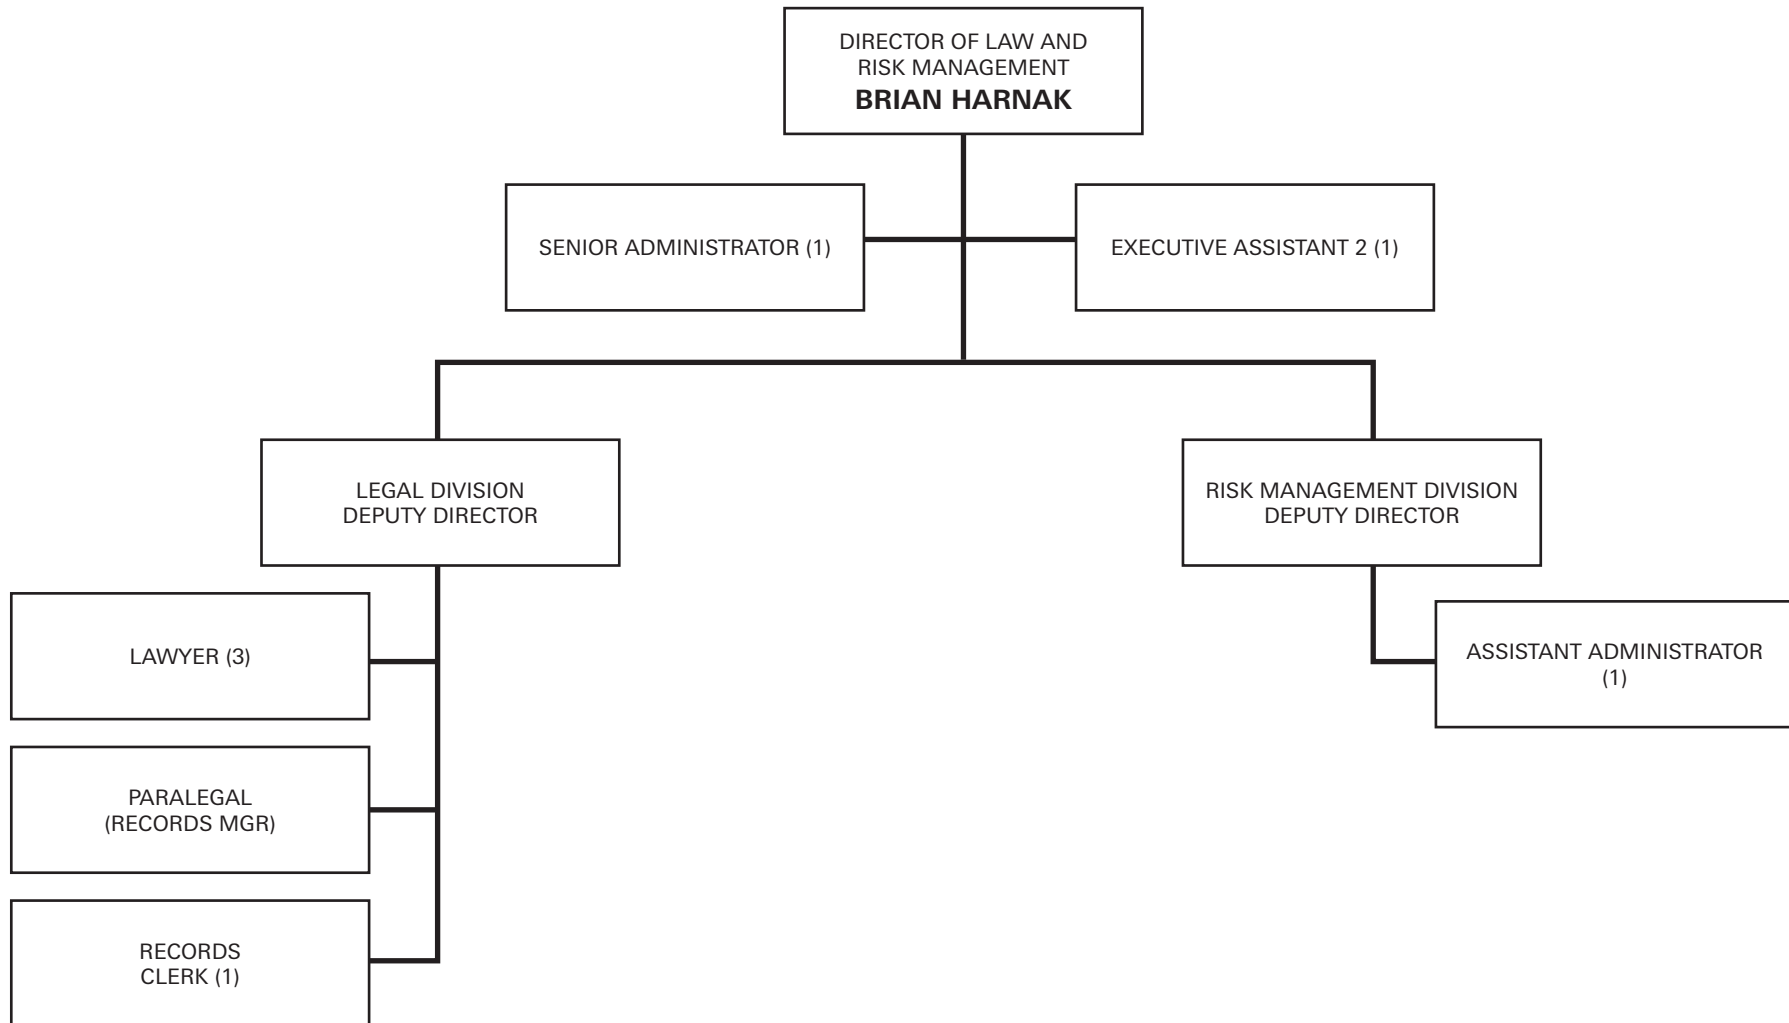 DIRECTOR OF LAW AND
RISK MANAGEMENT
BRIAN HARNAK
SENIOR ADMINISTRATOR (1)
EXECUTIVE ASSISTANT 2 (1)
LEGAL DIVISION
DEPUTY DIRECTOR
RISK MANAGEMENT DIVISION
DEPUTY DIRECTOR
LAWYER (3)
ASSISTANT ADMINISTRATOR
(1)
PARALEGAL
(RECORDS MGR)
RECORDS
CLERK (1)